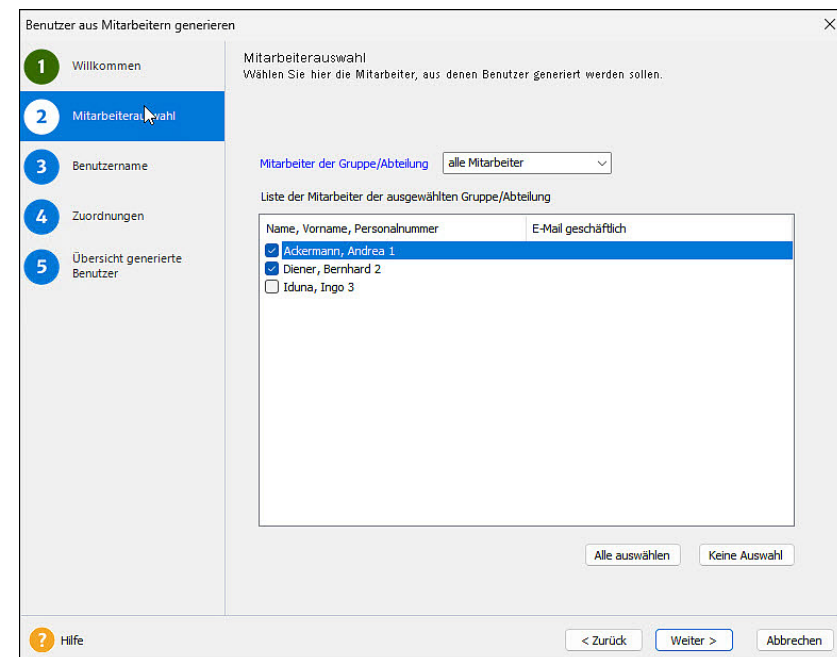 Benutzer aus Mitarbeitern generieren
1 Willkommen
2 Mitarbeiterauswahl
3 Benutzername
4 Zuordnungen
5 Übersicht generierte
Benutzer
Mitarbeiterauswahl
Wählen Sie hier die Mitarbeiter, aus denen Benutzer generiert werden sollen.
Mitarbeiter der Gruppe/Abteilung alle Mitarbeiter
Liste der Mitarbeiter der ausgewählten Gruppe/Abteilung
Name, Vorname, Personalnummer E-Mail geschäftlich
Ackermann, Andrea 1
Diener, Bernhard 2
Iduna, Ingo 3
Alle auswählen Keine Auswahl
? Hilfe < Zurück Weiter > Abbrechen